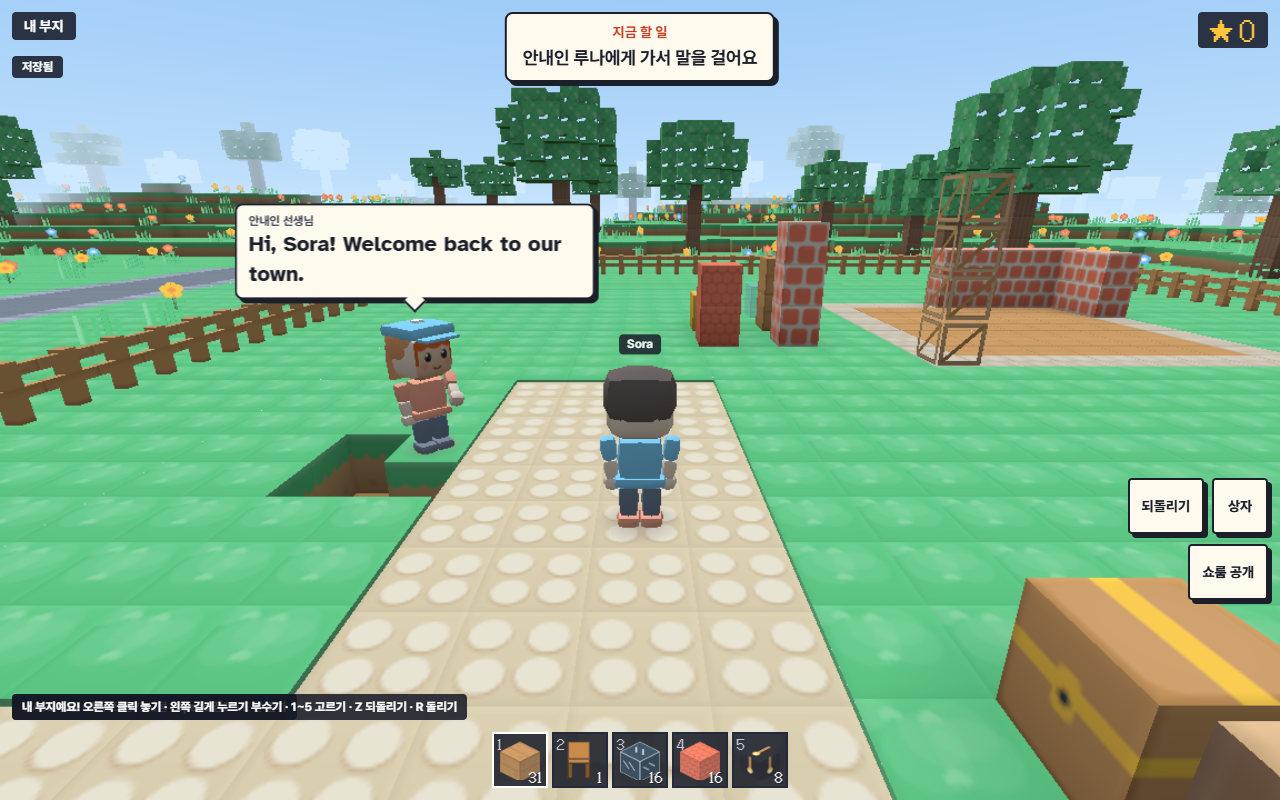 내 부지
저장됨
지금 할 일
안내인 루나에게 가서 말을 걸어요
0
안내인 선생님
Hi, Sora! Welcome back to our
town.
Sora
되돌리기
상자
쇼룸 공개
내 부지예요! 오른쪽 클릭 놓기 · 왼쪽 길게 누르기 부수기 · 1~5 고르기 · Z 되돌리기 · R 돌리기
1 31
2 1
3 16
4 16
5 8